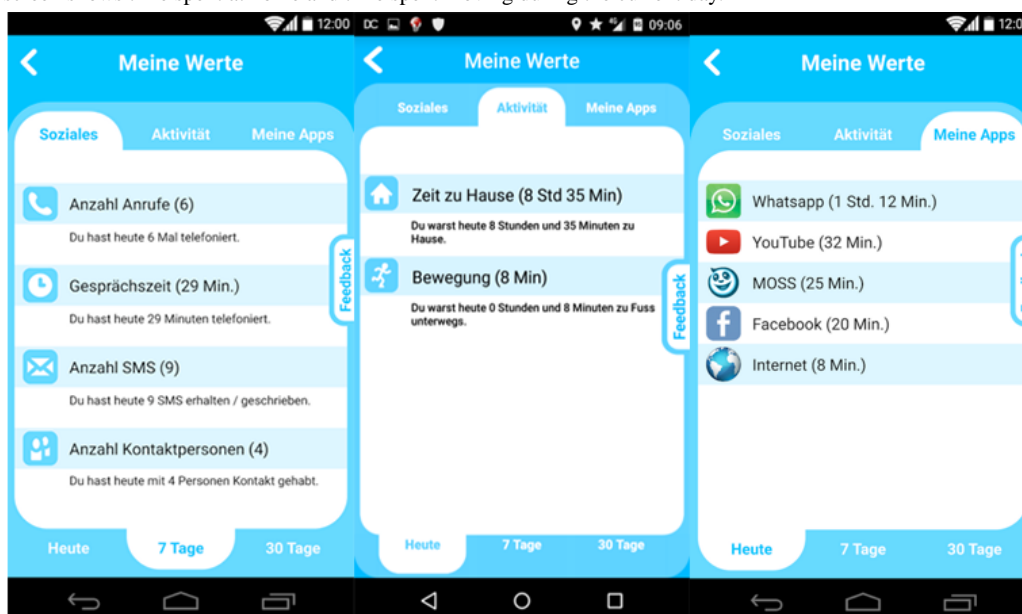 12:00
Meine Werte
Soziales Aktivität Meine Apps
Anzahl Anrufe (6)
Du hast heute 6 Mal telefoniert.
Gesprächszeit (29 Min.)
Du hast heute 29 Minuten telefoniert.
Anzahl SMS (9)
Du hast heute 9 SMS erhalten / geschrieben.
Anzahl Kontaktpersonen (4)
Du hast heute mit 4 Personen Kontakt gehabt.
Feedback
Heute 7 Tage 30 Tage
DC 09:06
Meine Werte
Soziales Aktivität Meine Apps
Zeit zu Hause (8 Std 35 Min)
Du warst heute 8 Stunden und 35 Minuten zu
Hause.
Bewegung (8 Min)
Du warst heute 0 Stunden und 8 Minuten zu Fuss
unterwegs.
Feedback
Heute 7 Tage 30 Tage
12:0
Meine Werte
Soziales Aktivität Meine Apps
Whatsapp (1 Std. 12 Min.)
YouTube (32 Min.)
MOSS (25 Min.)
Facebook (20 Min.)
Internet (8 Min.)
Heute 7 Tage 30 Tage